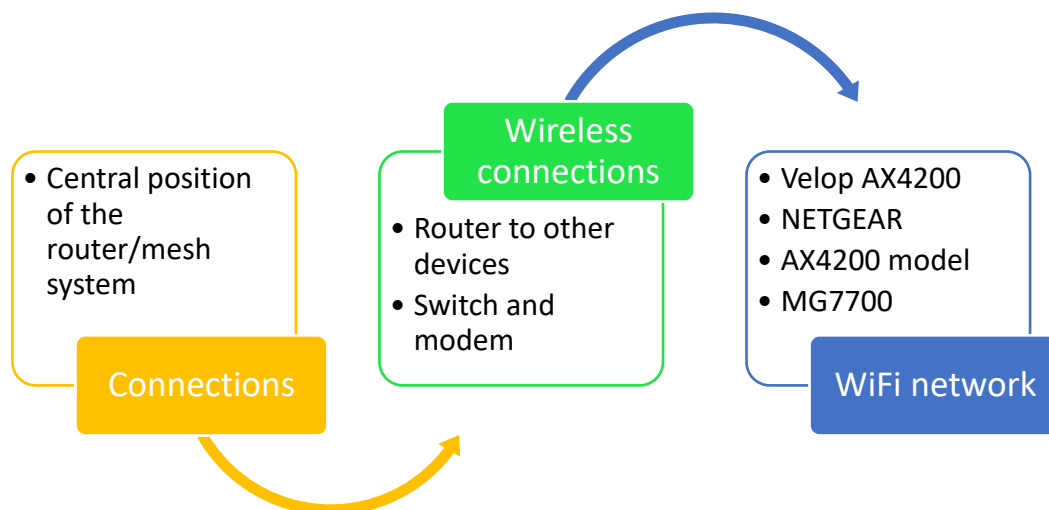 • Central position
of the
router/mesh
system
Connections
Wireless
connections
• Router to other
devices
• Switch and
modem
• Velop AX4200
• NETGEAR
• AX4200 model
• MG7700
WiFi network